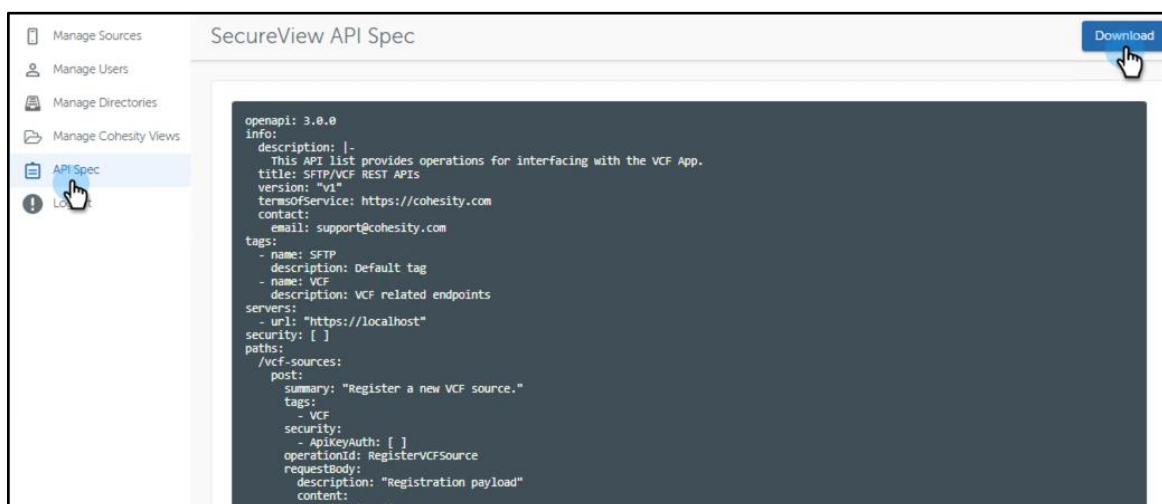 Manage Sources
Manage Users
Manage Directories
Manage Cohesity Views
API Spec
SecureView API Spec
Download
openapi: 3.0.0
info:
  description: |-
    This API list provides operations for interfacing with the VCF App.
  title: SFTP/VCF REST APIs
  version: "v1"
  termsOfService: https://cohesity.com
  contact:
    email: support@cohesity.com
tags:
  - name: SFTP
    description: Default tag
  - name: VCF
    description: VCF related endpoints
servers:
  - url: "https://localhost"
security: [ ]
paths:
  /vcf-sources:
    post:
      summary: "Register a new VCF source."
      tags:
        - VCF
      security:
        - ApiKeyAuth: [ ]
      operationId: RegisterVCFSource
      requestBody:
        description: "Registration payload"
        content: